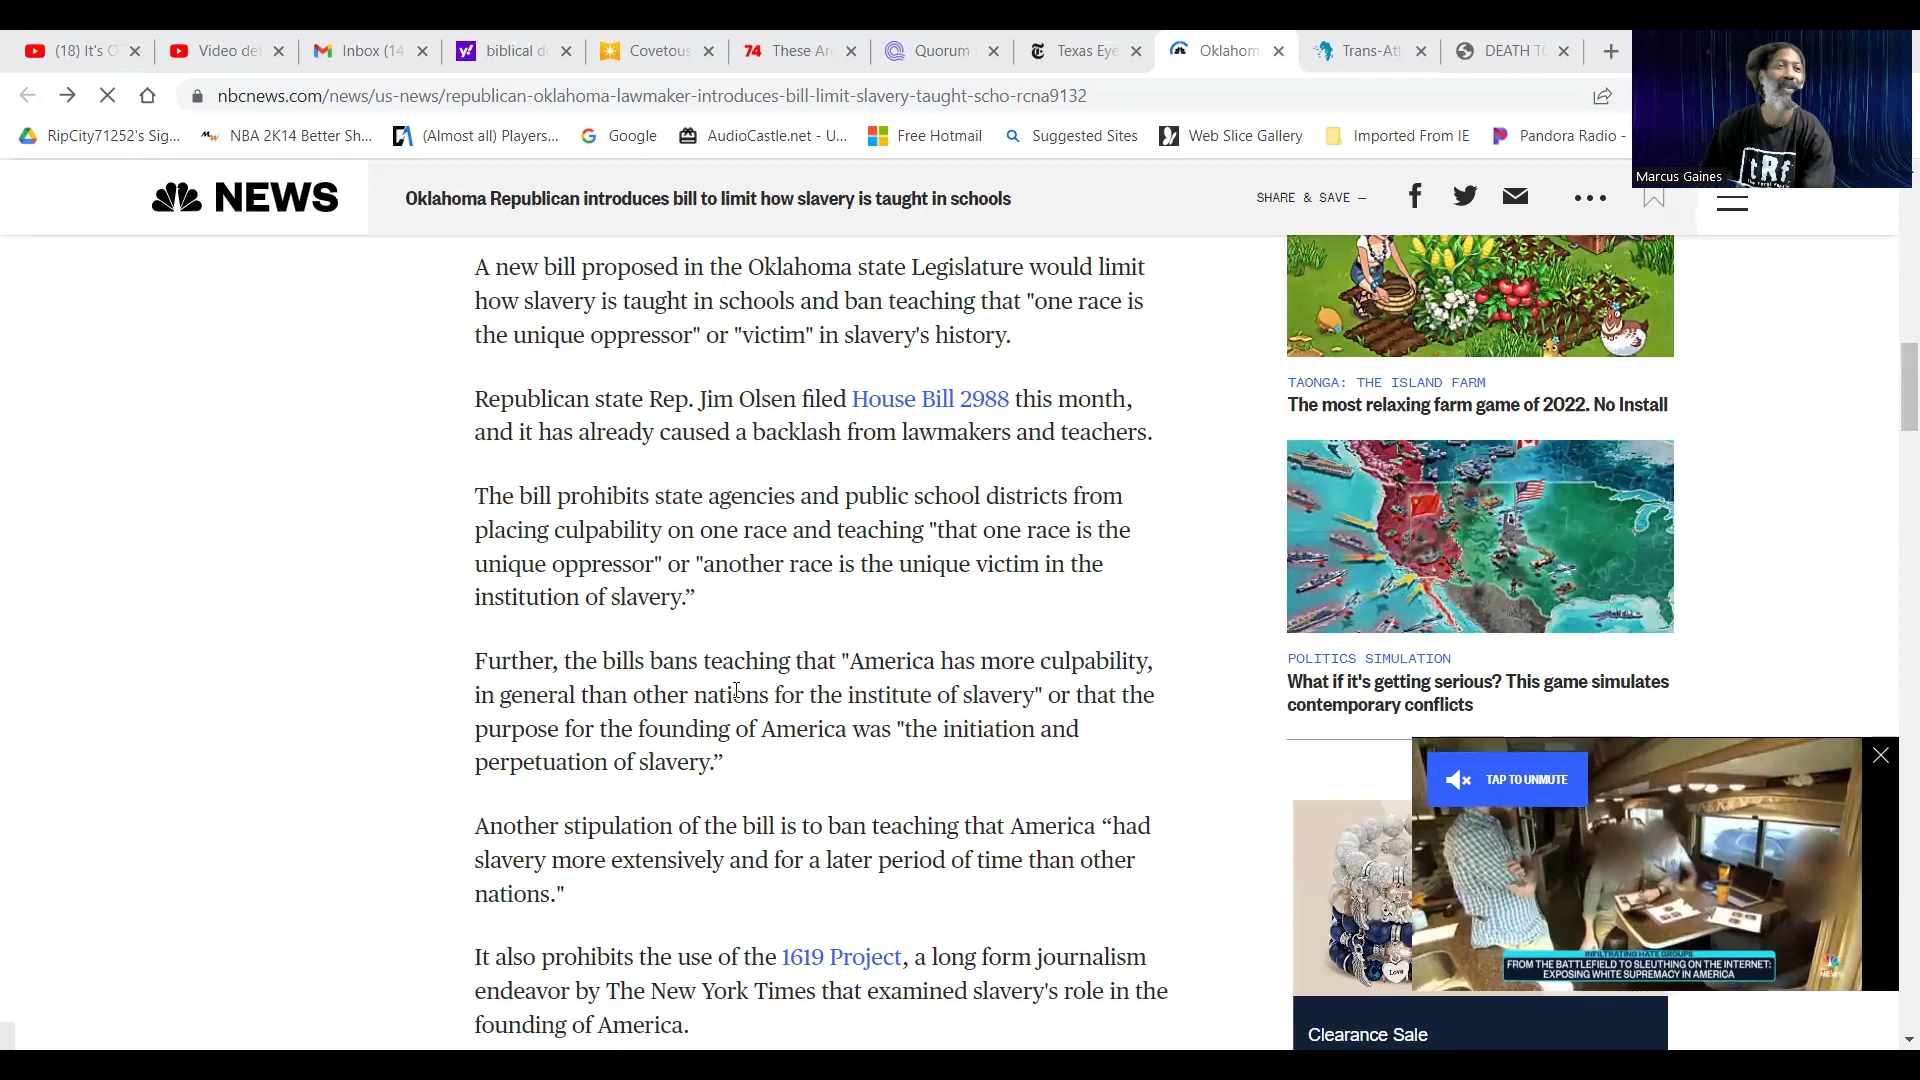 (18) It's O
Video de
Inbox (14
biblical d
Covetous
74 These Ar
Quorum
Texas Eye
Oklahom
Trans-Atl
DEATH TO
nbcnews.com/news/us-news/republican-oklahoma-lawmaker-introduces-bill-limit-slavery-taught-scho-rcna9132
RipCity71252's Sig...
NBA 2K14 Better Sh...
(Almost all) Players...
Google
AudioCastle.net - U...
Free Hotmail
Suggested Sites
Web Slice Gallery
Imported From IE
Pandora Radio -
tRf
Marcus Gaines
NEWS
Oklahoma Republican introduces bill to limit how slavery is taught in schools
SHARE & SAVE —
A new bill proposed in the Oklahoma state Legislature would limit
how slavery is taught in schools and ban teaching that "one race is
the unique oppressor" or "victim" in slavery's history.
Republican state Rep. Jim Olsen filed House Bill 2988 this month,
and it has already caused a backlash from lawmakers and teachers.
The bill prohibits state agencies and public school districts from
placing culpability on one race and teaching "that one race is the
unique oppressor" or "another race is the unique victim in the
institution of slavery.”
Further, the bills bans teaching that "America has more culpability,
in general than other nations for the institute of slavery" or that the
purpose for the founding of America was "the initiation and
perpetuation of slavery.”
Another stipulation of the bill is to ban teaching that America “had
slavery more extensively and for a later period of time than other
nations."
It also prohibits the use of the 1619 Project, a long form journalism
endeavor by The New York Times that examined slavery's role in the
founding of America.
TAONGA: THE ISLAND FARM
The most relaxing farm game of 2022. No Install
POLITICS SIMULATION
What if it's getting serious? This game simulates
contemporary conflicts
TAP TO UNMUTE
INFILTRATING HATE GROUPS
FROM THE BATTLEFIELD TO SLEUTHING ON THE INTERNET:
EXPOSING WHITE SUPREMACY IN AMERICA
NEWS
Love
Clearance Sale